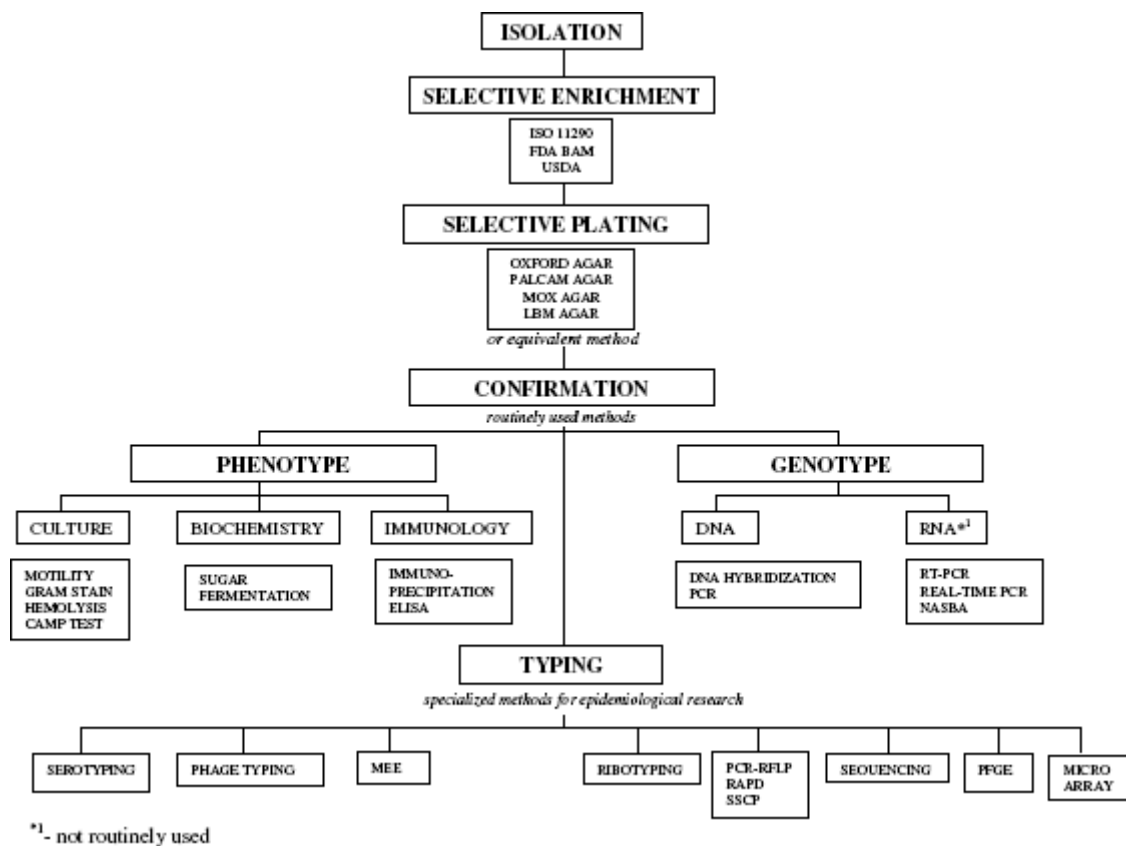 ISOLATION
SELECTIVE ENRICHMENT
ISO 11290
FDA BAM
USDA
SELECTIVE PLATING
OXFORD AGAR
PALCAM AGAR
MOX AGAR
LBM AGAR
or equivalent method
CONFIRMATION
routinely used methods
PHENOTYPE
GENOTYPE
CULTURE
BIOCHEMISTRY
IMMUNOLOGY
DNA
RNA*1
MOTILITY
GRAM STAIN
HEMOLYSIS
CAMP TEST
SUGAR
FERMENTATION
IMMUNO-
PRECIPITATION
ELISA
DNA HYBRIDIZATION
PCR
RT-PCR
REAL-TIME PCR
NASBA
TYPING
specialized methods for epidemiological research
SEROTYPING
PHAGE TYPING
MEE
RIBOTYPING
PCR-RFLP
RAPD
SSCP
SEQUENCING
PFGE
MICRO
ARRAY
*1- not routinely used